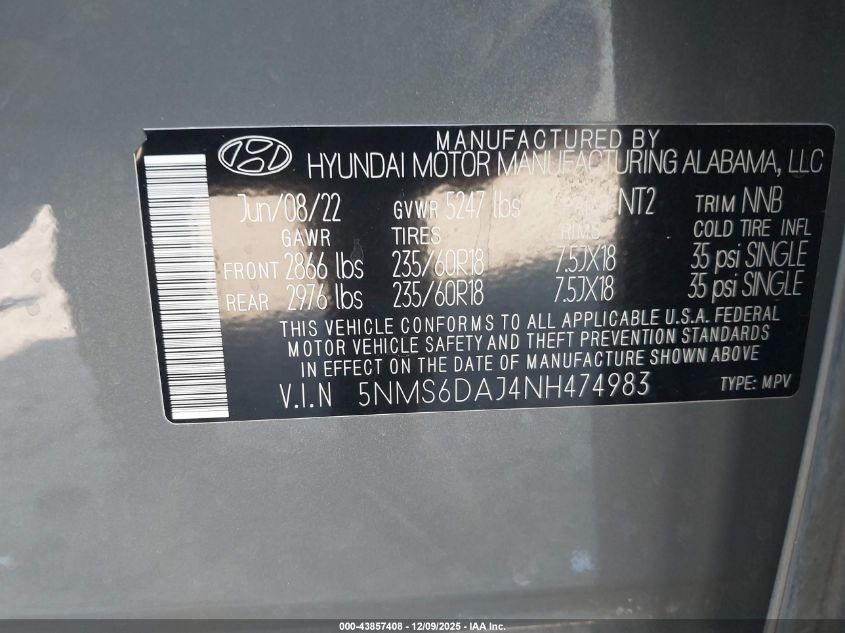 MANUFACTURED BY
HYUNDAI MOTOR MANUFACTURING ALABAMA, LLC
Jun/08/22 GVWR 5247 lbs PAINT NT2 TRIM NNB
GAWR TIRES RIMS COLD TIRE INFL
FRONT 2866 lbs 235/60R18 7.5JX18 35 psi SINGLE
REAR 2976 lbs 235/60R18 7.5JX18 35 psi SINGLE
THIS VEHICLE CONFORMS TO ALL APPLICABLE U.S.A. FEDERAL
MOTOR VEHICLE SAFETY AND THEFT PREVENTION STANDARDS
IN EFFECT ON THE DATE OF MANUFACTURE SHOWN ABOVE
V.I.N 5NMS6DAJ4NH474983 TYPE: MPV
000-43857408 - 12/09/2025 - IAA Inc.